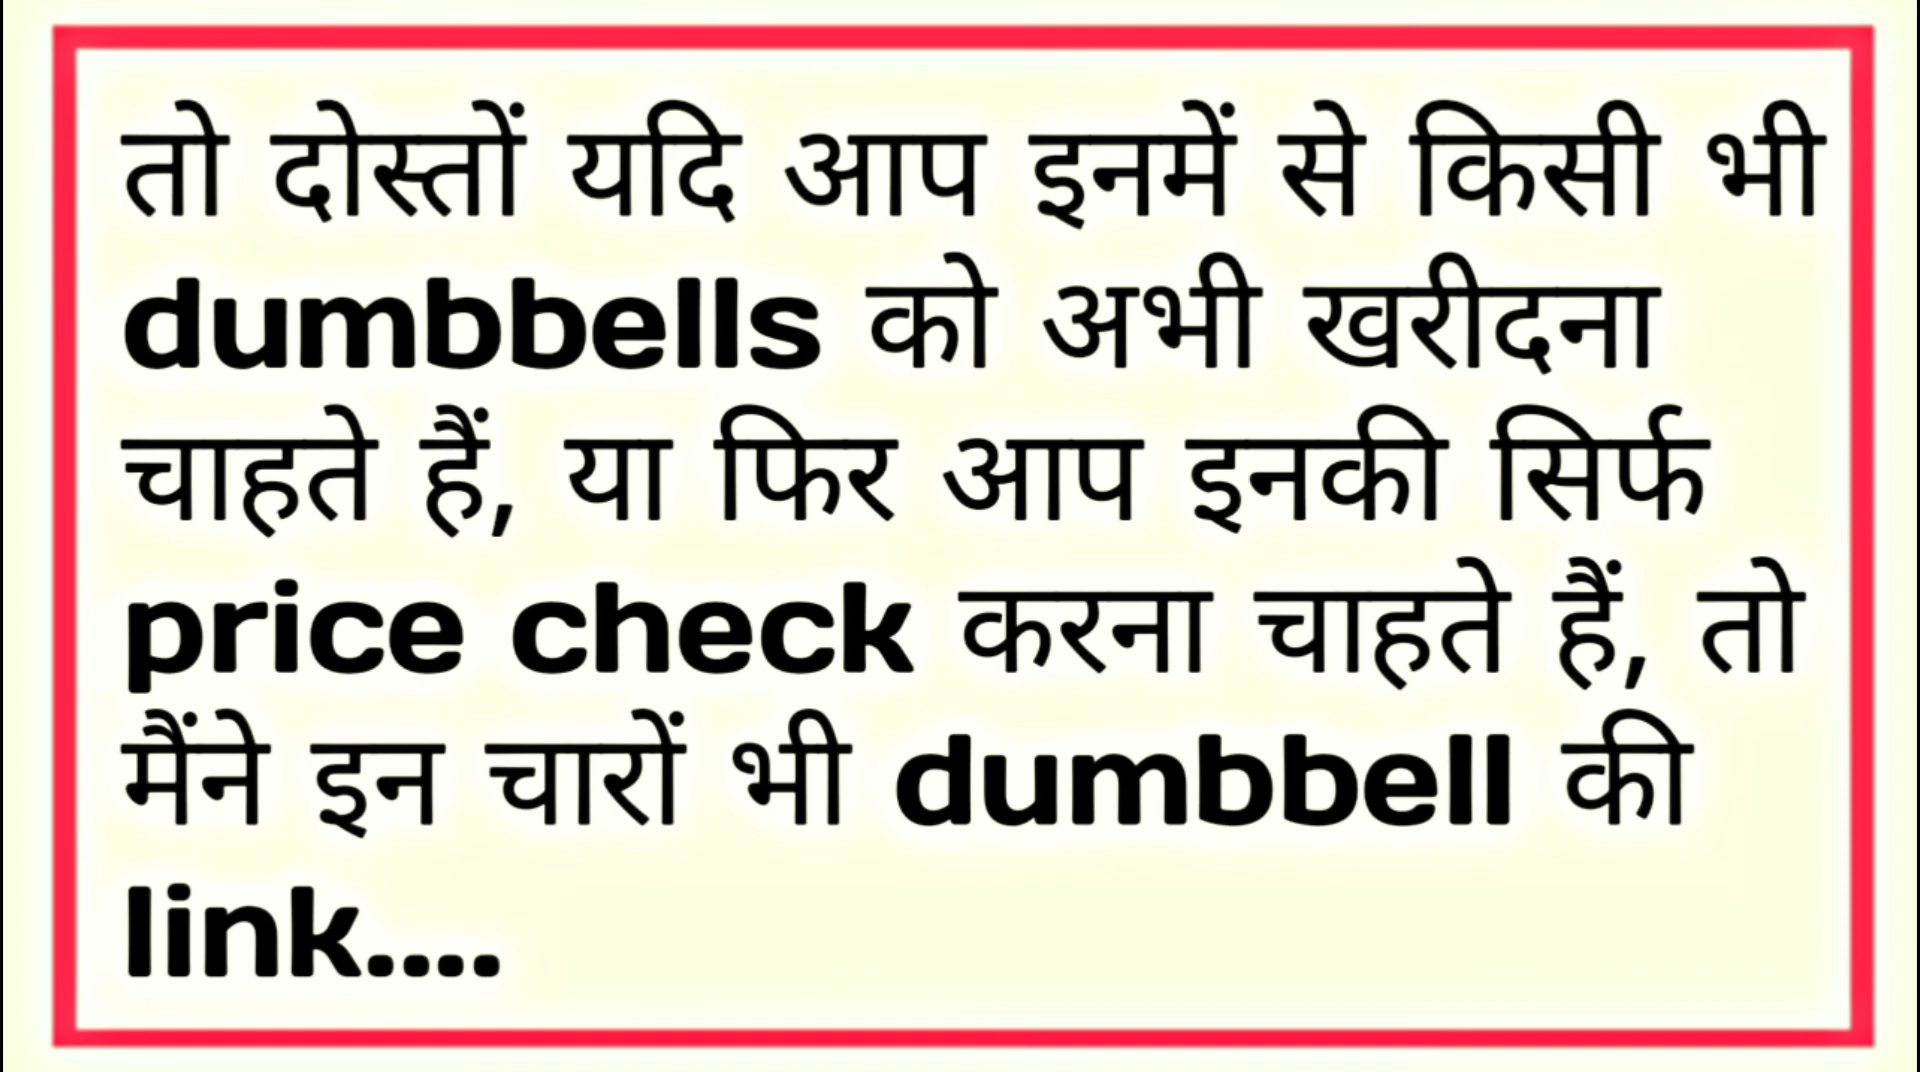 तो दोस्तों यदि आप इनमें से किसी भी
dumbbells को अभी खरीदना
चाहते हैं, या फिर आप इनकी सिर्फ
price check करना चाहते हैं, तो
मैंने इन चारों भी dumbbell की
link....